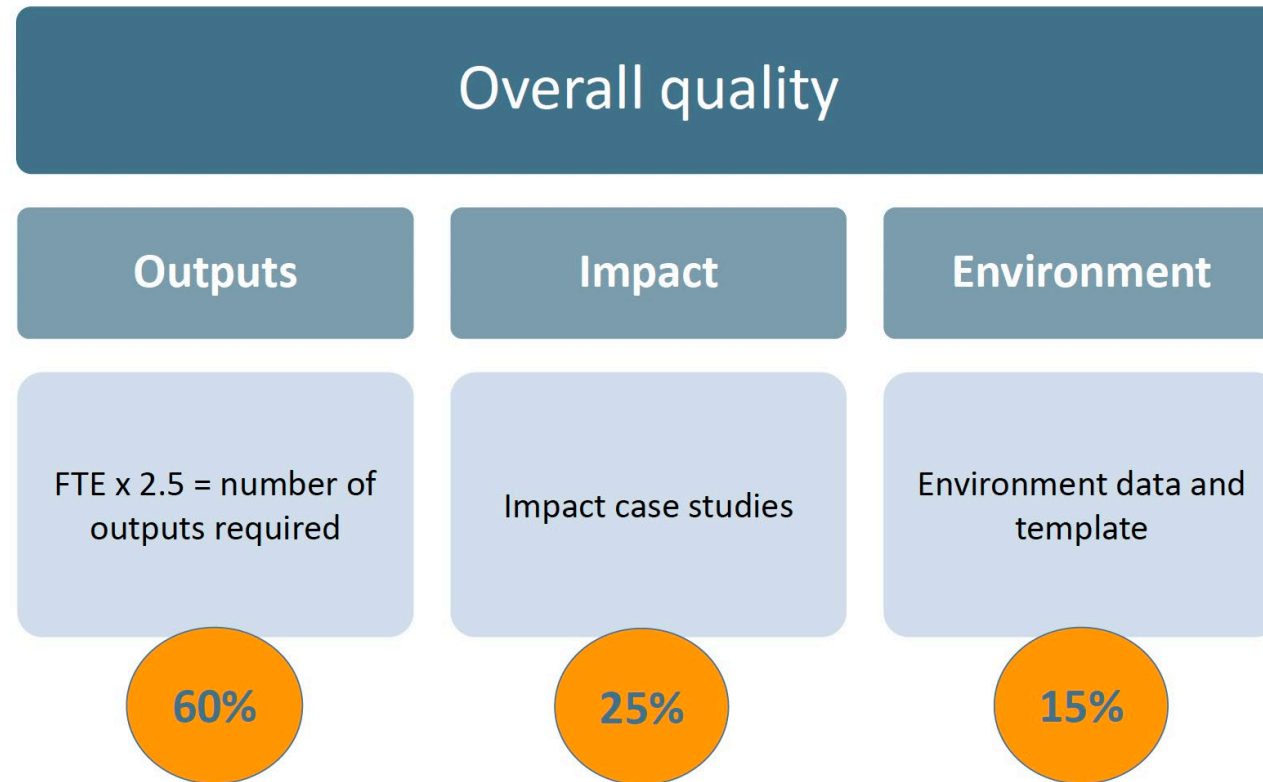 Overall quality
Outputs
Impact
Environment
FTE x 2.5 = number of
outputs required
Impact case studies
Environment data and
template
60%
25%
15%